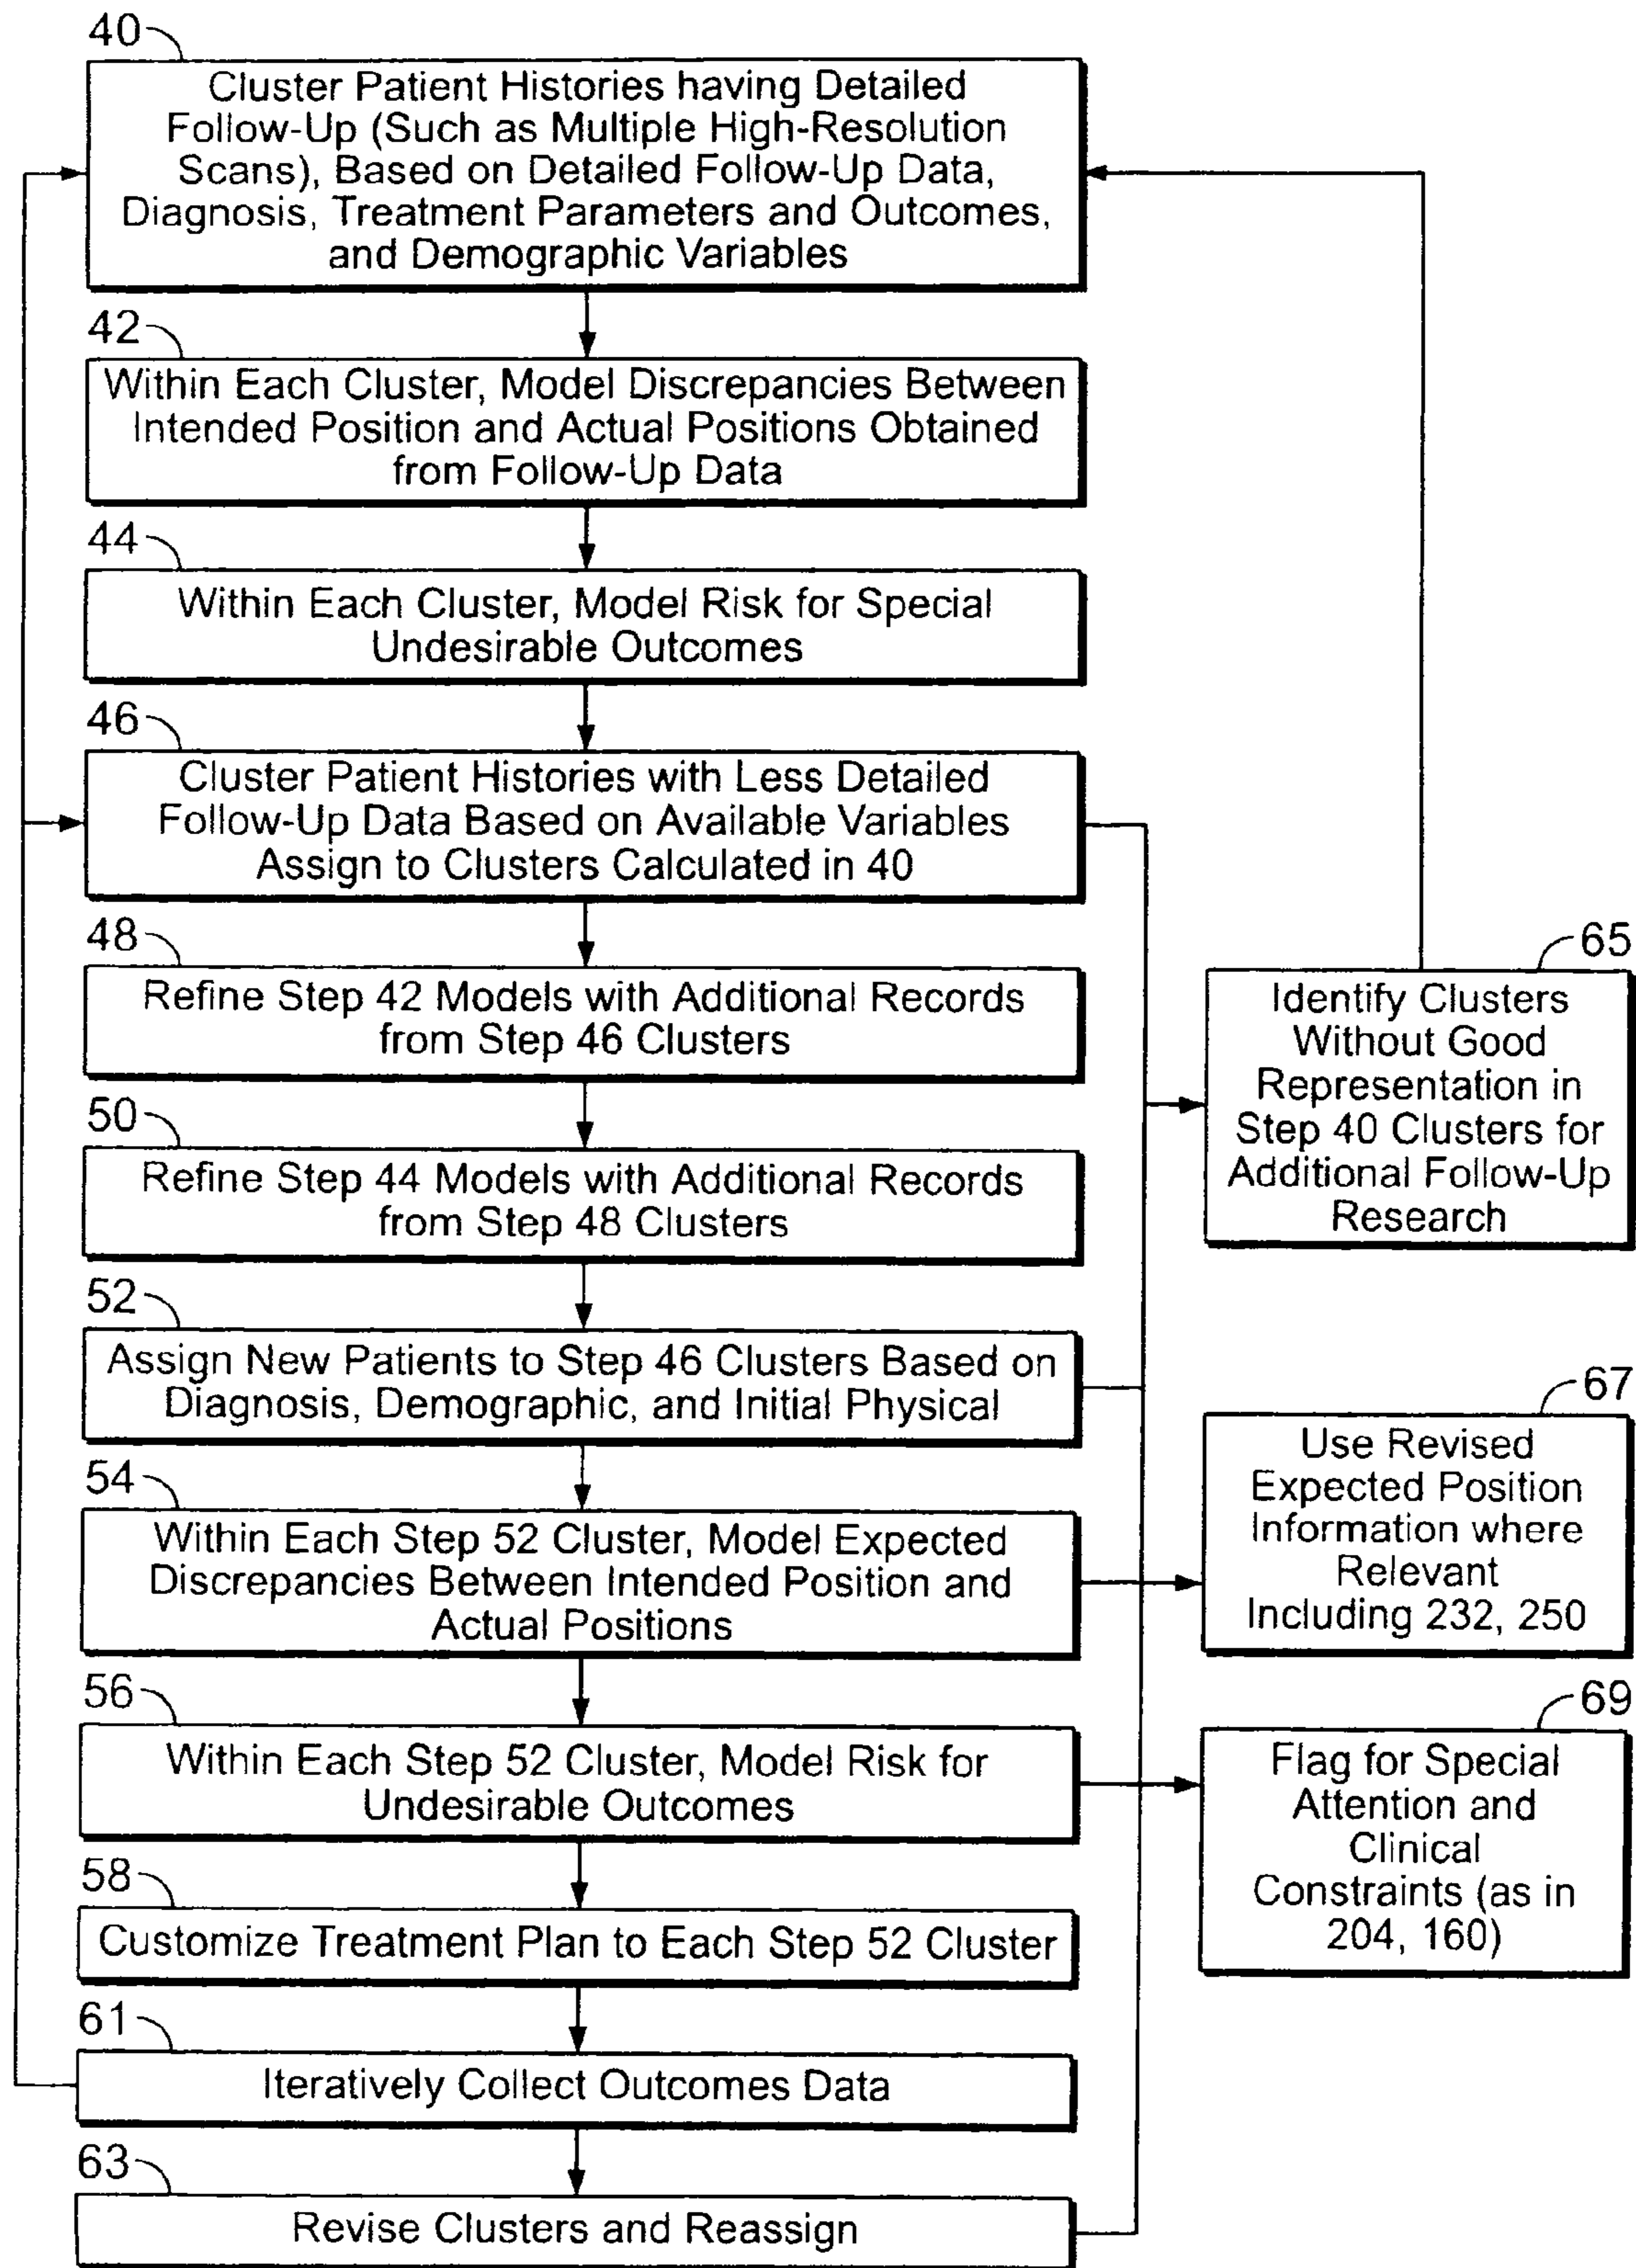 40
Cluster Patient Histories having Detailed
Follow-Up (Such as Multiple High-Resolution
Scans), Based on Detailed Follow-Up Data,
Diagnosis, Treatment Parameters and Outcomes,
and Demographic Variables
42
Within Each Cluster, Model Discrepancies Between
Intended Position and Actual Positions Obtained
from Follow-Up Data
44
Within Each Cluster, Model Risk for Special
Undesirable Outcomes
46
Cluster Patient Histories with Less Detailed
Follow-Up Data Based on Available Variables
Assign to Clusters Calculated in 40
48
Refine Step 42 Models with Additional Records
from Step 46 Clusters
50
Refine Step 44 Models with Additional Records
from Step 48 Clusters
52
Assign New Patients to Step 46 Clusters Based on
Diagnosis, Demographic, and Initial Physical
54
Within Each Step 52 Cluster, Model Expected
Discrepancies Between Intended Position and
Actual Positions
56
Within Each Step 52 Cluster, Model Risk for
Undesirable Outcomes
58
Customize Treatment Plan to Each Step 52 Cluster
61
Iteratively Collect Outcomes Data
63
Revise Clusters and Reassign
65
Identify Clusters
Without Good
Representation in
Step 40 Clusters for
Additional Follow-Up
Research
67
Use Revised
Expected Position
Information where
Relevant
Including 232, 250
69
Flag for Special
Attention and
Clinical
Constraints (as in
204, 160)